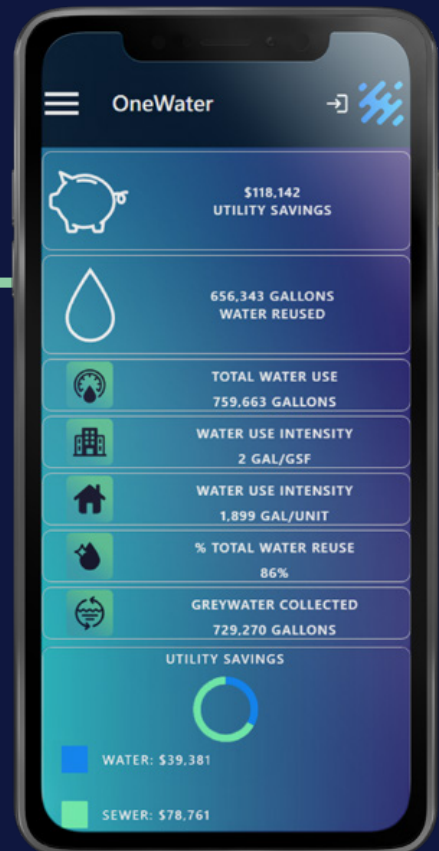 OneWater
$118,142
UTILITY SAVINGS
656,343 GALLONS
WATER REUSED
TOTAL WATER USE
759,663 GALLONS
WATER USE INTENSITY
2 GAL/GSF
WATER USE INTENSITY
1,899 GAL/UNIT
% TOTAL WATER REUSE
86%
GREYWATER COLLECTED
729,270 GALLONS
UTILITY SAVINGS
WATER: $39,381
SEWER: $78,761